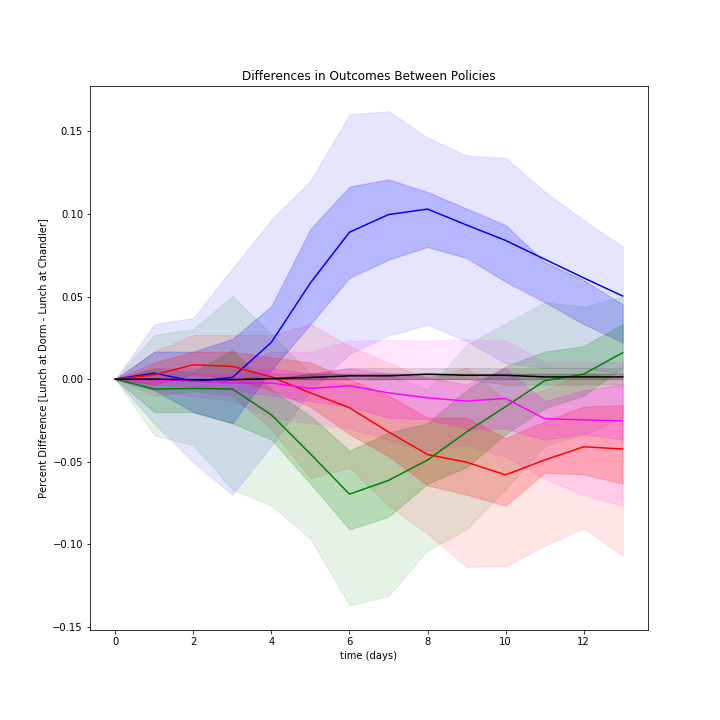 Differences in Outcomes Between Policies
Percent Difference [Lunch at Dorm - Lunch at Chandler]
0.15
0.10
0.05
0.00
−0.05
−0.10
−0.15
0 2 4 6 8 10 12
time (days)